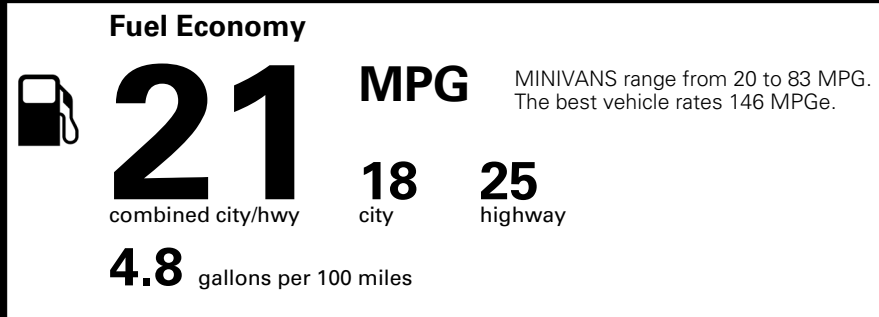 Fuel Economy
21 MPG
MINIVANS range from 20 to 83 MPG.
The best vehicle rates 146 MPGe.
18 25
combined city/hwy city highway
4.8 gallons per 100 miles